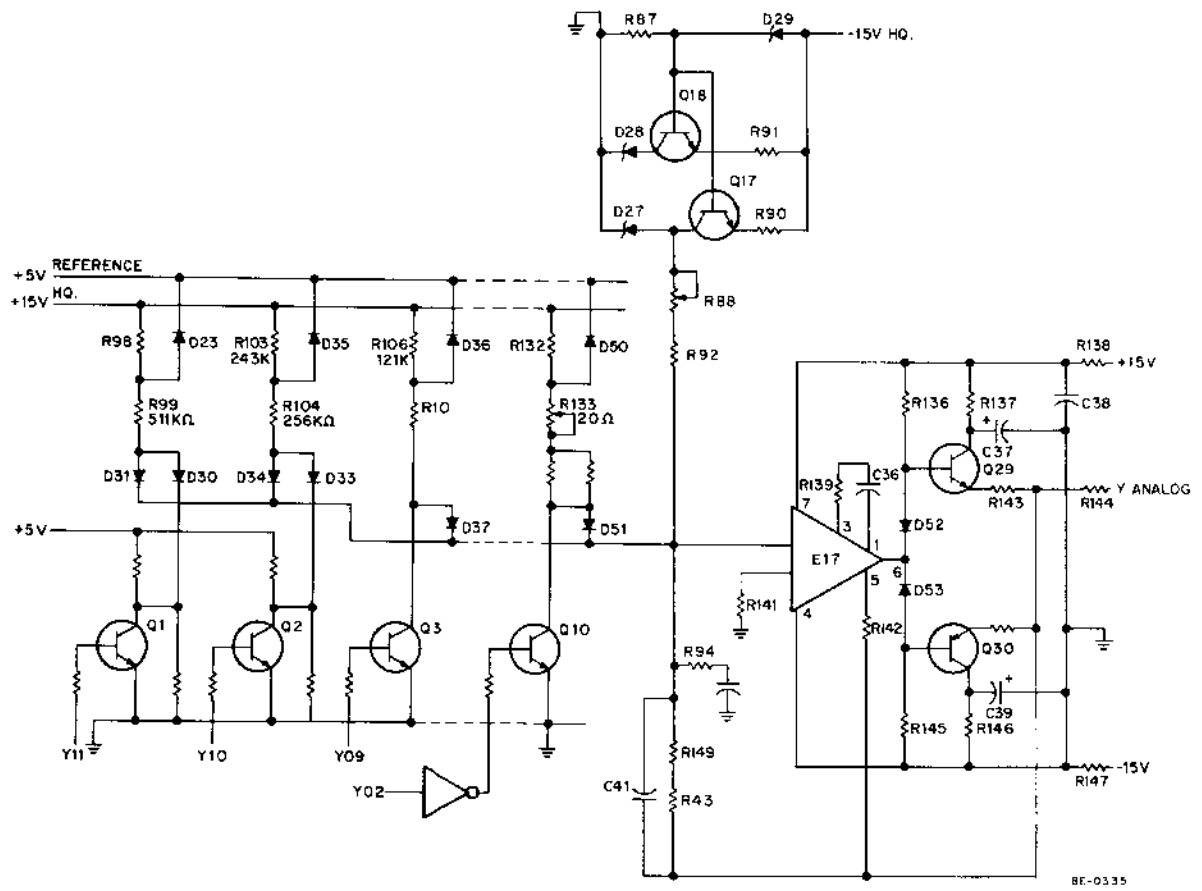 R87
D29
-15V HQ.
Q18
D28
R91
Q17
D27
R90
+5V REFERENCE
+15V HQ.
R88
R98
D23
R103
243K
D35
R106
121K
D36
R132
D50
R92
R138
+15V
R99
511KΩ
R104
256KΩ
R10
R133
20Ω
R136
R137
C38
+
C37
D31
D30
D34
D33
Q29
R139
C36
R143
Y ANALOG
R144
7
3
D52
+5V
D37
D51
E17
1
6
5
D53
4
R141
R142
Q1
Q2
Q3
Q10
Q30
R94
+
C39
R145
R146
Y11
Y10
Y09
R149
-15V
R147
Y02
C41
R43
BE-0335